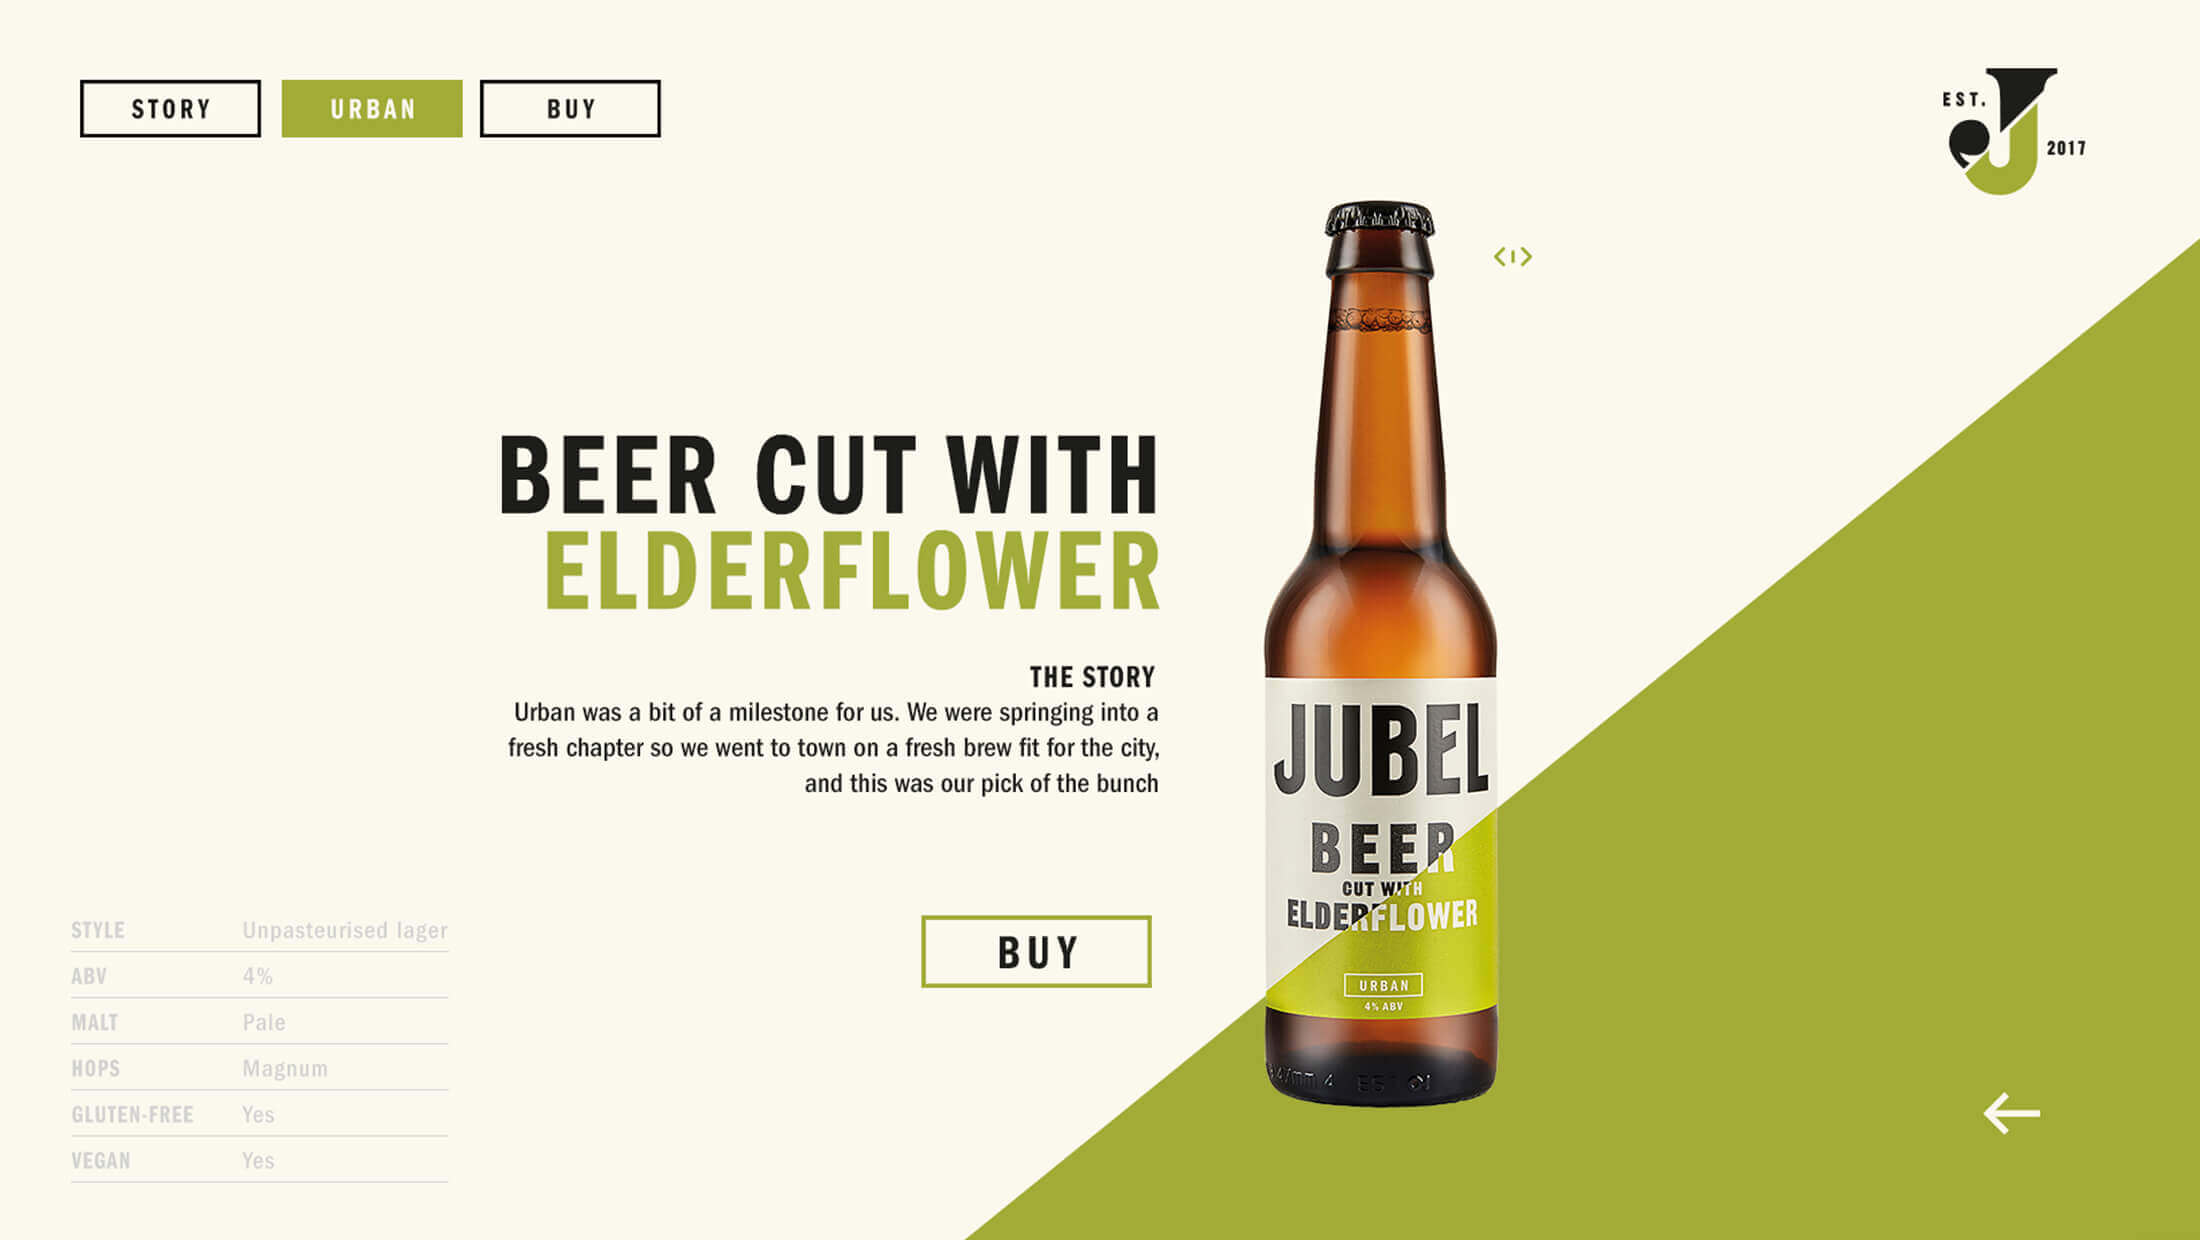 STORY
URBAN
BUY
EST.
J
2017
BEER CUT WITH
ELDERFLOWER
THE STORY
Urban was a bit of a milestone for us. We were springing into a
fresh chapter so we went to town on a fresh brew fit for the city,
and this was our pick of the bunch
BUY
STYLE Unpasteurised lager
ABV 4%
MALT Pale
HOPS Magnum
GLUTEN-FREE Yes
VEGAN Yes
JUBEL
BEER
CUT WITH
ELDERFLOWER
URBAN
4% ABV